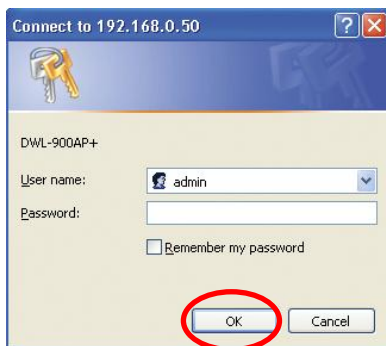 Connect to 192.168.0.50
DWL-900AP+
User name:
admin
Password:
Remember my password
OK
Cancel